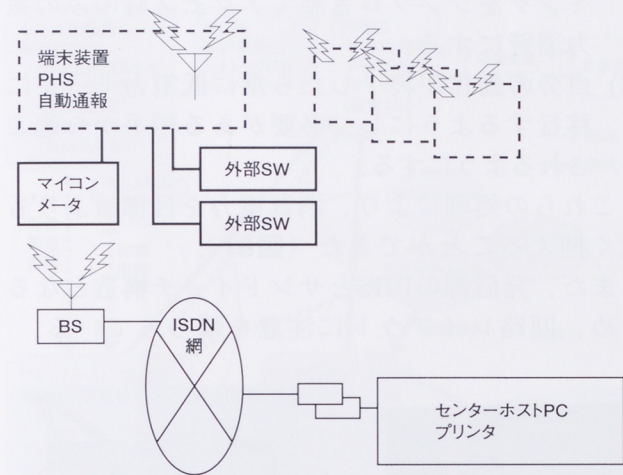 端末装置
PHS
自動通報
マイコン
メータ
外部SW
外部SW
BS
ISDN
網
センターホストPC
プリンタ